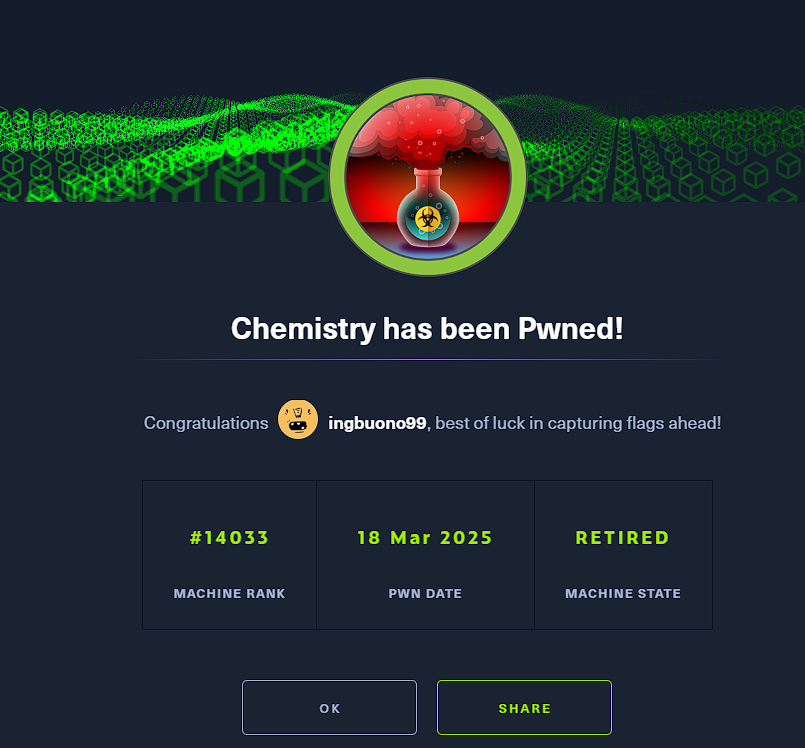 Chemistry has been Pwned!
Congratulations ingbuono99, best of luck in capturing flags ahead!
#14033 18 Mar 2025 RETIRED
MACHINE RANK PWN DATE MACHINE STATE
OK SHARE